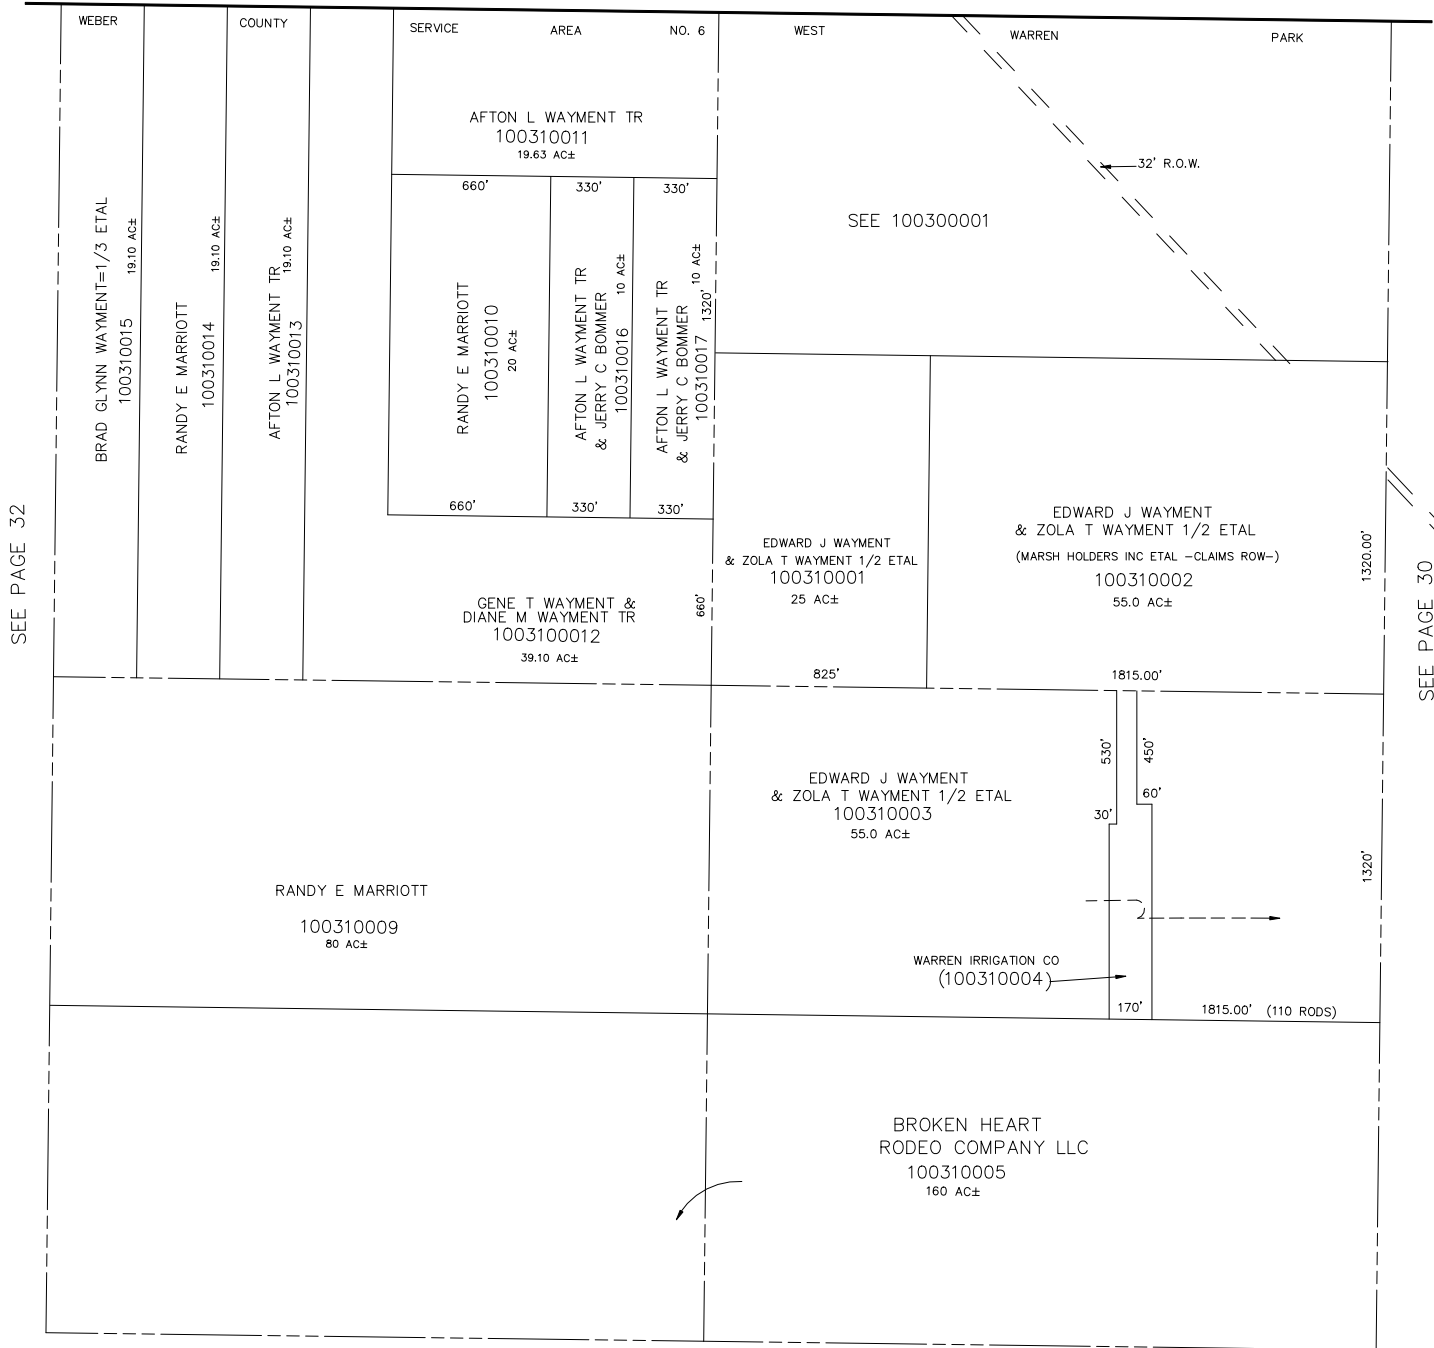 WEBER COUNTY SERVICE AREA NO. 6 WEST WARREN PARK
AFTON L WAYMENT TR
100310011
19.63 AC±
32' R.O.W.
SEE 100300001
660' 330' 330'
BRAD GLYNN WAYMENT=1/3 ETAL
100310015
19.10 AC±
RANDY E MARRIOTT
100310014
19.10 AC±
AFTON L WAYMENT TR
100310013
19.10 AC±
RANDY E MARRIOTT
100310010
20 AC±
AFTON L WAYMENT TR
& JERRY C BOMMER
100310016
10 AC±
AFTON L WAYMENT TR
& JERRY C BOMMER
100310017
10 AC±
1320'
660' 330' 330'
SEE PAGE 32
EDWARD J WAYMENT
& ZOLA T WAYMENT 1/2 ETAL
100310001
25 AC±
EDWARD J WAYMENT
& ZOLA T WAYMENT 1/2 ETAL
(MARSH HOLDERS INC ETAL -CLAIMS ROW-)
100310002
55.0 AC±
1320.00'
SEE PAGE 30
GENE T WAYMENT &
DIANE M WAYMENT TR
1003100012
39.10 AC±
660'
825'
1815.00'
530'
450'
60'
30'
EDWARD J WAYMENT
& ZOLA T WAYMENT 1/2 ETAL
100310003
55.0 AC±
1320'
RANDY E MARRIOTT
100310009
80 AC±
WARREN IRRIGATION CO
(100310004)
170'
1815.00' (110 RODS)
BROKEN HEART
RODEO COMPANY LLC
100310005
160 AC±